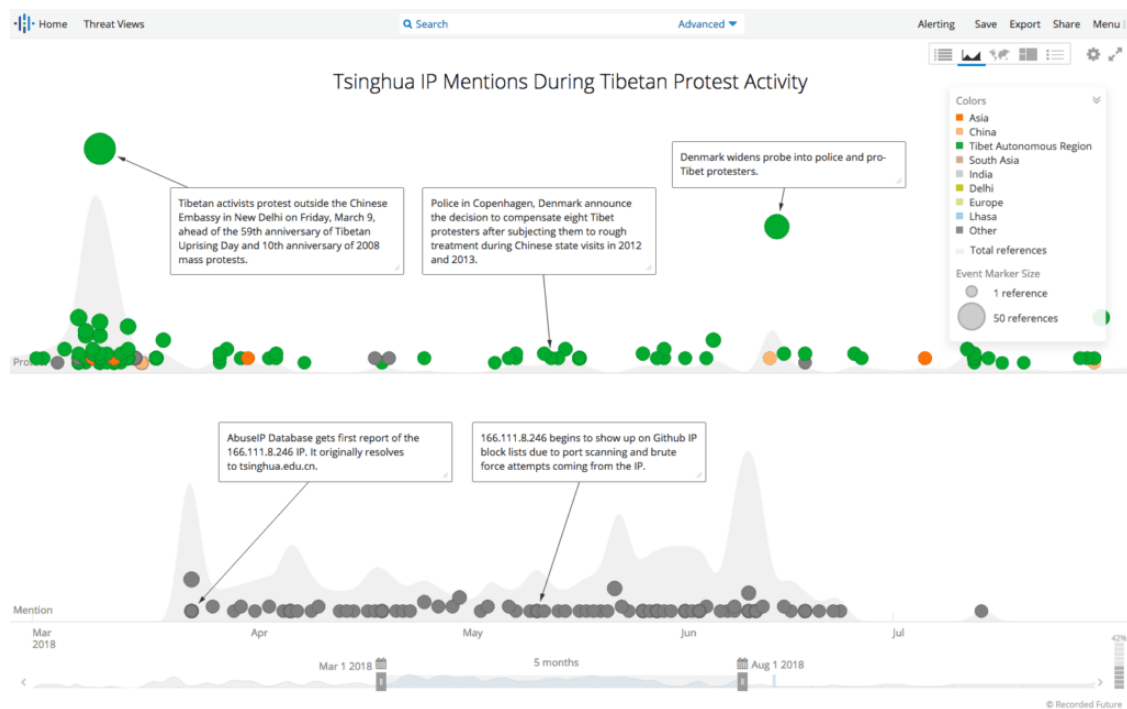 Home Threat Views Search Advanced Alerting Save Export Share Menu
Tsinghua IP Mentions During Tibetan Protest Activity
Colors
Asia
China
Tibet Autonomous Region
South Asia
India
Delhi
Europe
Lhasa
Other
Total references
Event Marker Size
1 reference
50 references
Denmark widens probe into police and pro-
Tibet protesters.
Tibetan activists protest outside the Chinese
Embassy in New Delhi on Friday, March 9,
ahead of the 59th anniversary of Tibetan
Uprising Day and 10th anniversary of 2008
mass protests.
Police in Copenhagen, Denmark announce
the decision to compensate eight Tibet
protesters after subjecting them to rough
treatment during Chinese state visits in 2012
and 2013.
AbuseIP Database gets first report of the
166.111.8.246 IP. It originally resolves
to tsinghua.edu.cn.
166.111.8.246 begins to show up on Github IP
block lists due to port scanning and brute
force attempts coming from the IP.
Mention
Mar Apr May Jun Jul
2018
42%
Mar 1 2018 5 months Aug 1 2018
© Recorded Future